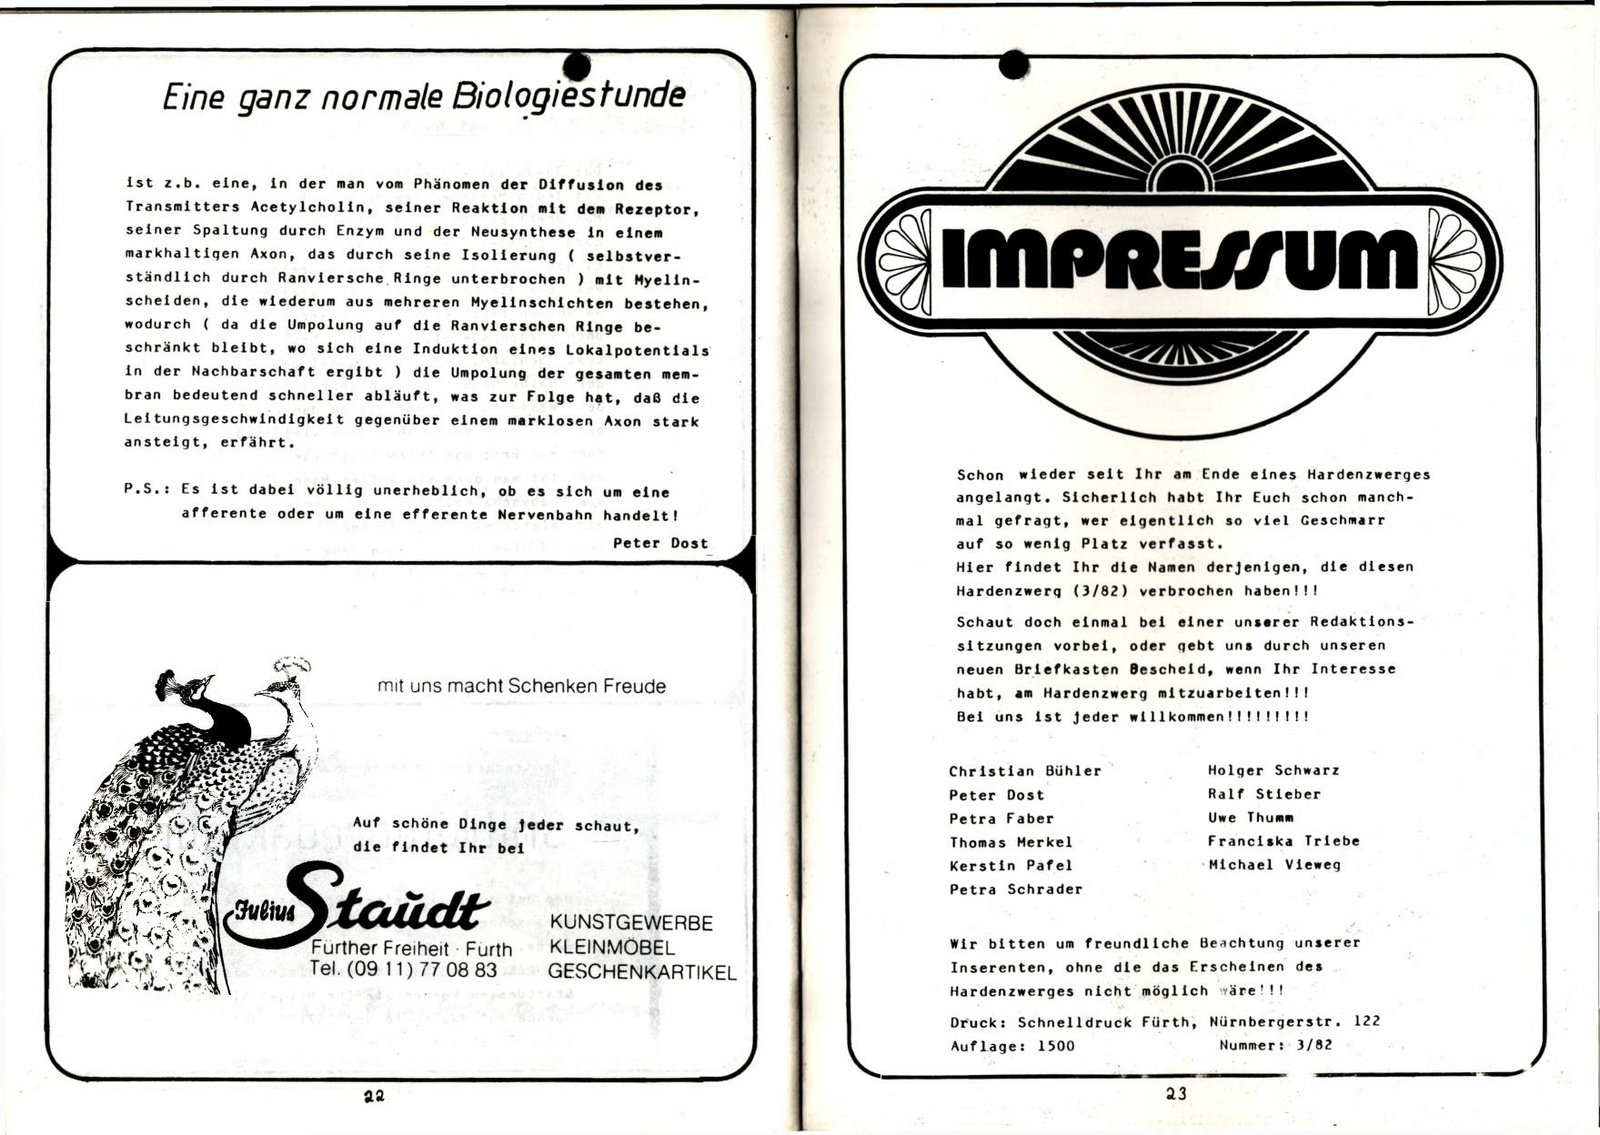 Eine ganz normale Biologiestunde
ist z.b. eine, in der man vom Phänomen der Diffusion des
Transmitters Acetylcholin, seiner Reaktion mit dem Rezeptor,
seiner Spaltung durch Enzym und der Neusynthese in einem
markhaltigen Axon, das durch seine Isolierung ( selbstver-
ständlich durch Ranviersche Ringe unterbrochen ) mit Myelin-
scheiden, die wiederum aus mehreren Myelinschichten bestehen,
wodurch ( da die Umpolung auf die Ranvierschen Ringe be-
schränkt bleibt, wo sich eine Induktion eines Lokalpotentials
in der Nachbarschaft ergibt ) die Umpolung der gesamten mem-
bran bedeutend schneller abläuft, was zur Folge hat, daß die
Leitungsgeschwindigkeit gegenüber einem marklosen Axon stark
ansteigt, erfährt.
P.S.: Es ist dabei völlig unerheblich, ob es sich um eine
afferente oder um eine efferente Nervenbahn handelt!
Peter Dost
mit uns macht Schenken Freude
Auf schöne Dinge jeder schaut,
die findet Ihr bei
Julius Staudt
Fürther Freiheit · Fürth
Tel. (09 11) 77 08 83
KUNSTGEWERBE
KLEINMÖBEL
GESCHENKARTIKEL
22
IMPRESSUM
Schon wieder seit Ihr am Ende eines Hardenzwerges
angelangt. Sicherlich habt Ihr Euch schon manch-
mal gefragt, wer eigentlich so viel Geschmarr
auf so wenig Platz verfasst.
Hier findet Ihr die Namen derjenigen, die diesen
Hardenzwerg (3/82) verbrochen haben!!!
Schaut doch einmal bei einer unserer Redaktions-
sitzungen vorbei, oder gebt uns durch unseren
neuen Briefkasten Bescheid, wenn Ihr Interesse
habt, am Hardenzwerg mitzuarbeiten!!!
Bei uns ist jeder willkommen!!!!!!!!!
Christian Bühler
Peter Dost
Petra Faber
Thomas Merkel
Kerstin Pafel
Petra Schrader
Holger Schwarz
Ralf Stieber
Uwe Thumm
Franciska Triebe
Michael Vieweg
Wir bitten um freundliche Beachtung unserer
Inserenten, ohne die das Erscheinen des
Hardenzwerges nicht möglich wäre!!!
Druck: Schnelldruck Fürth, Nürnbergerstr. 122
Auflage: 1500 Nummer: 3/82
23